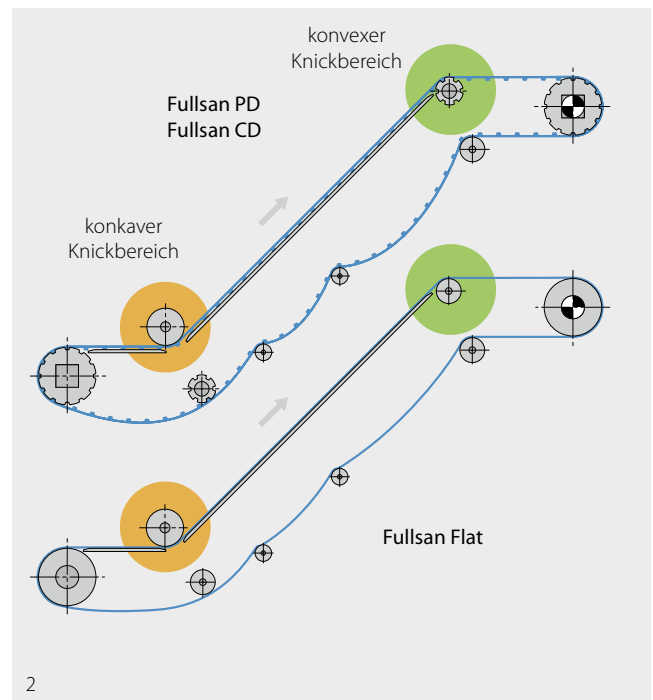 konvexer
Knickbereich
Fullsan PD
Fullsan CD
konkaver
Knickbereich
Fullsan Flat
2